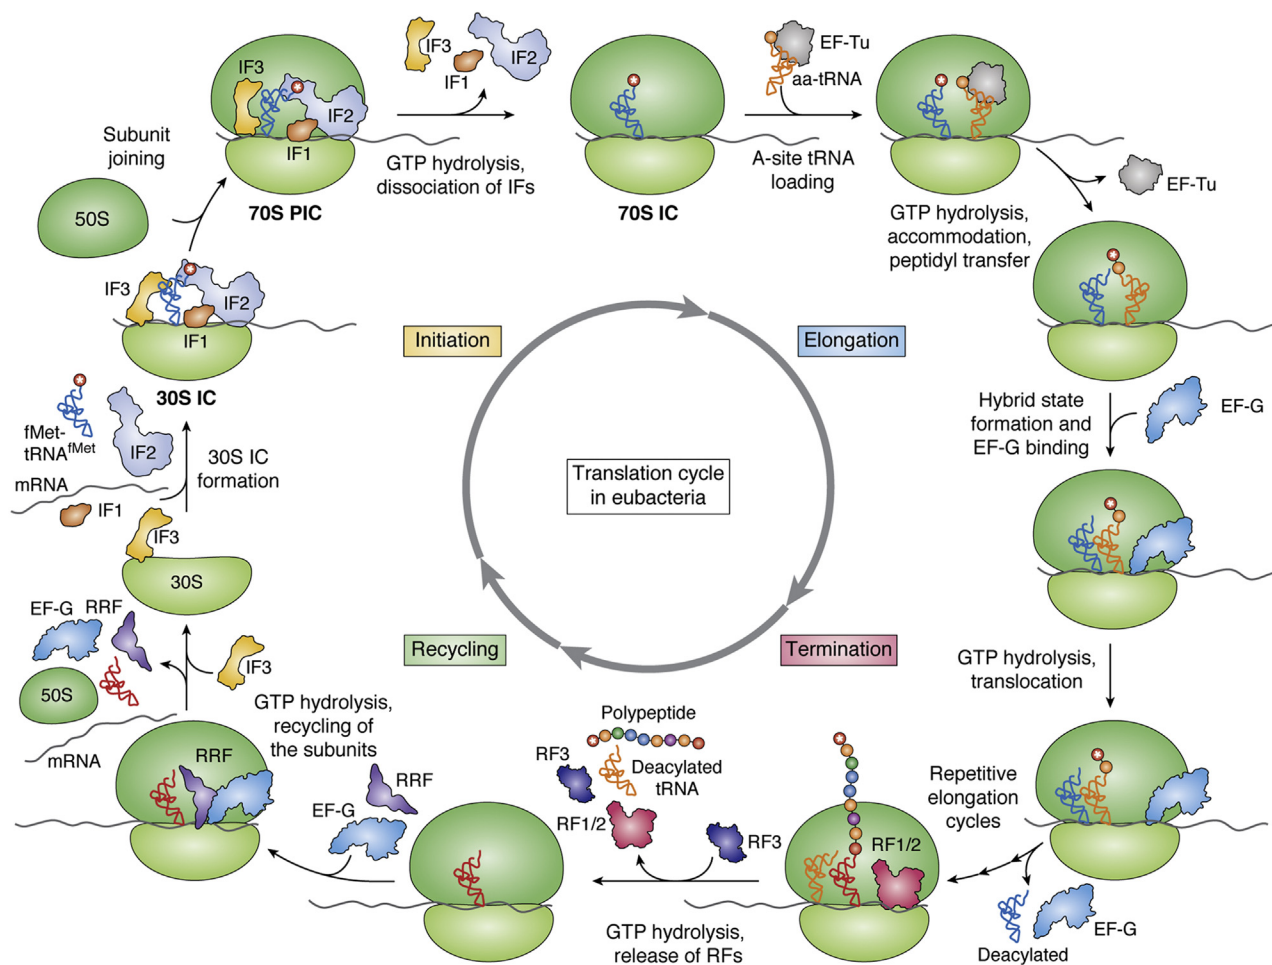 IF3
IF1
IF2
EF-Tu
aa-tRNA
IF3
IF2
IF1
70S PIC
GTP hydrolysis,
dissociation of IFs
70S IC
A-site tRNA
loading
EF-Tu
GTP hydrolysis,
accommodation,
peptidyl transfer
Subunit
joining
50S
IF3
IF2
IF1
30S IC
Initiation
Elongation
Hybrid state
formation and
EF-G binding
EF-G
fMet-
tRNAfMet
IF2
mRNA
IF1
30S IC
formation
Translation cycle
in eubacteria
IF3
30S
EF-G
RRF
IF3
50S
mRNA
Recycling
Termination
GTP hydrolysis,
translocation
GTP hydrolysis,
recycling of
the subunits
RRF
RRF
EF-G
Polypeptide
RF3
Deacylated
tRNA
RF1/2
RF3
RF1/2
Repetitive
elongation
cycles
GTP hydrolysis,
release of RFs
EF-G
Deacylated